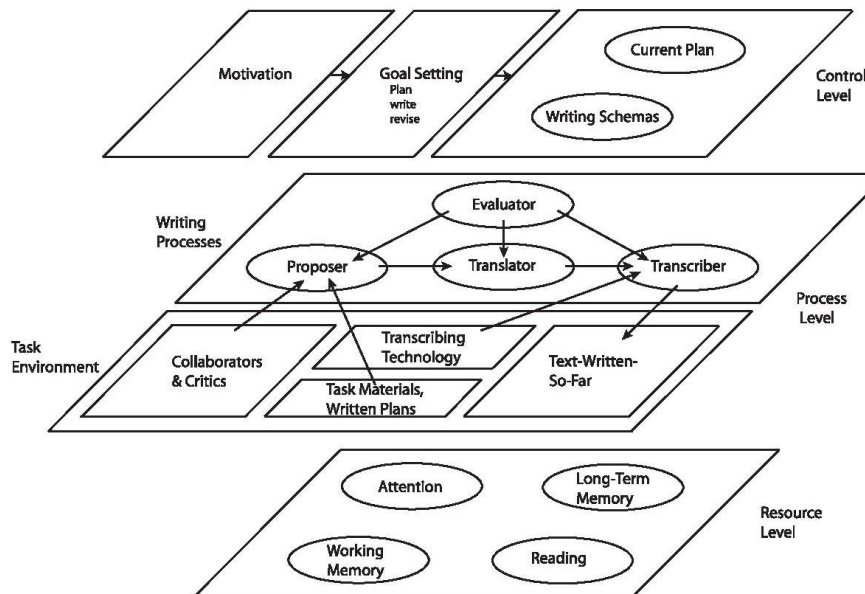 Motivation
Goal Setting
Plan
write
revise
Current Plan
Writing Schemas
Control
Level
Writing
Processes
Evaluator
Proposer
Translator
Transcriber
Process
Level
Task
Environment
Collaborators
& Critics
Transcribing
Technology
Task Materials,
Written Plans
Text-Written-
So-Far
Attention
Long-Term
Memory
Working
Memory
Reading
Resource
Level